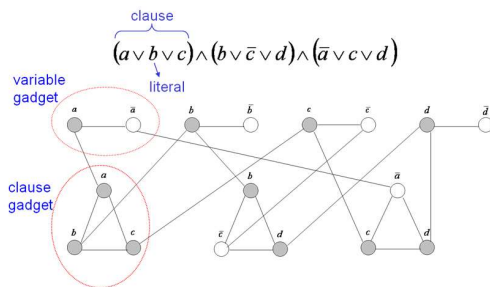 clause
(a ∨ b ∨ c) ∧ (b ∨ c̄ ∨ d) ∧ (ā ∨ c ∨ d)
literal
variable
gadget
a ā b b̄ c c̄ d d̄
clause
gadget
a b ā
b c c̄ d c d